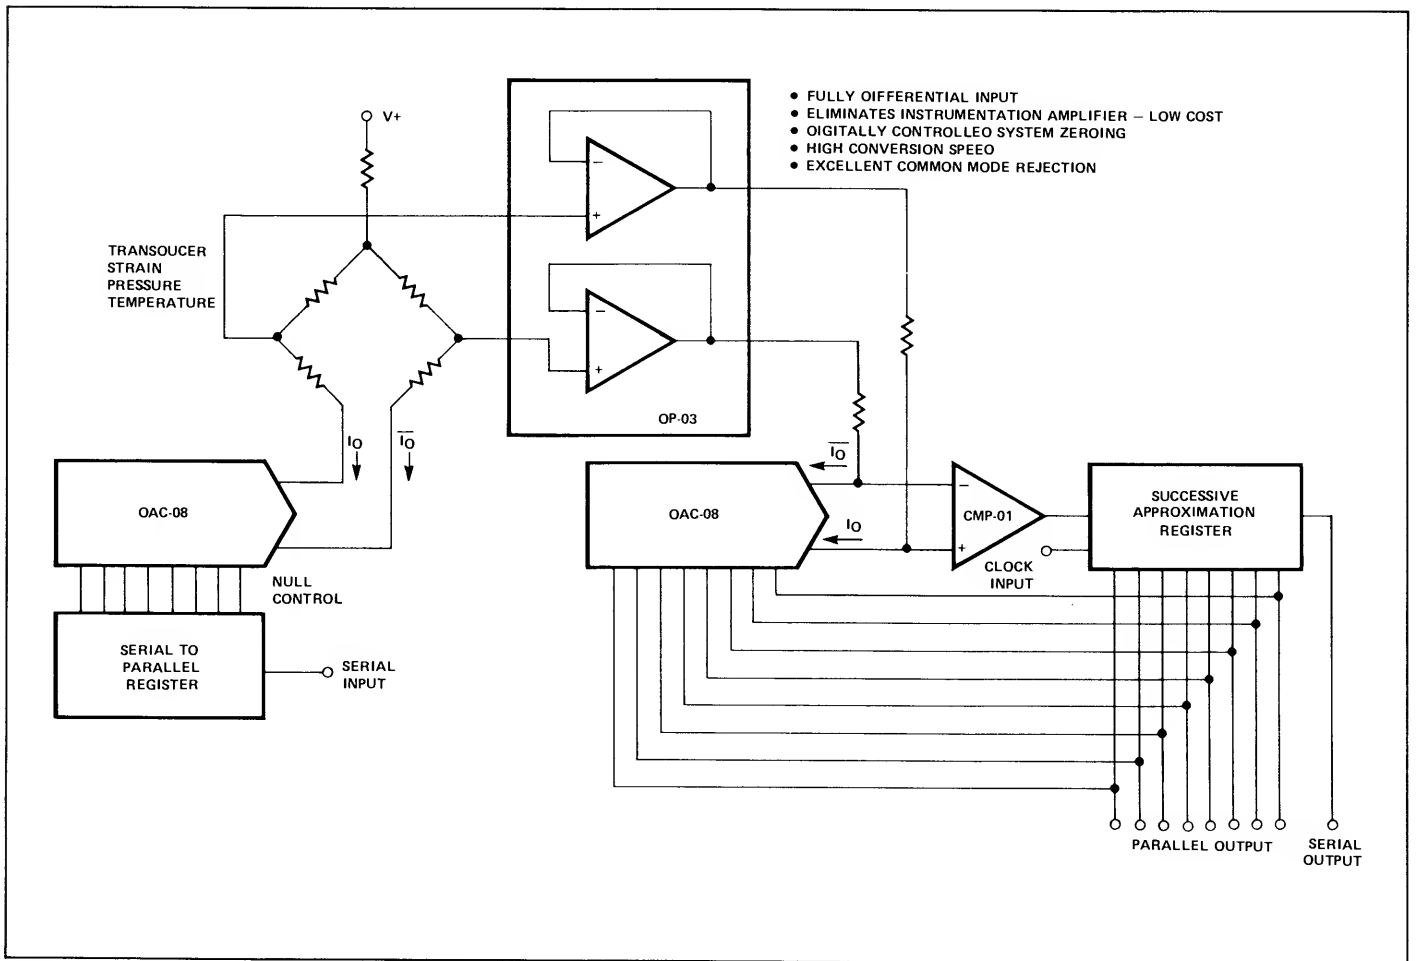 V+
• FULLY OIFFERENTIAL INPUT
• ELIMINATES INSTRUMENTATION AMPLIFIER – LOW COST
• OIGITALLY CONTROLLEO SYSTEM ZEROING
• HIGH CONVERSION SPEEO
• EXCELLENT COMMON MODE REJECTION
TRANSOUCER
STRAIN
PRESSURE
TEMPERATURE
−
+
−
+
OP-03
IO
I̅O̅
OAC-08
NULL
CONTROL
SERIAL TO
PARALLEL
REGISTER
SERIAL
INPUT
I̅O̅
OAC-08
IO
−
CMP-01
+
CLOCK
INPUT
SUCCESSIVE
APPROXIMATION
REGISTER
PARALLEL OUTPUT
SERIAL
OUTPUT